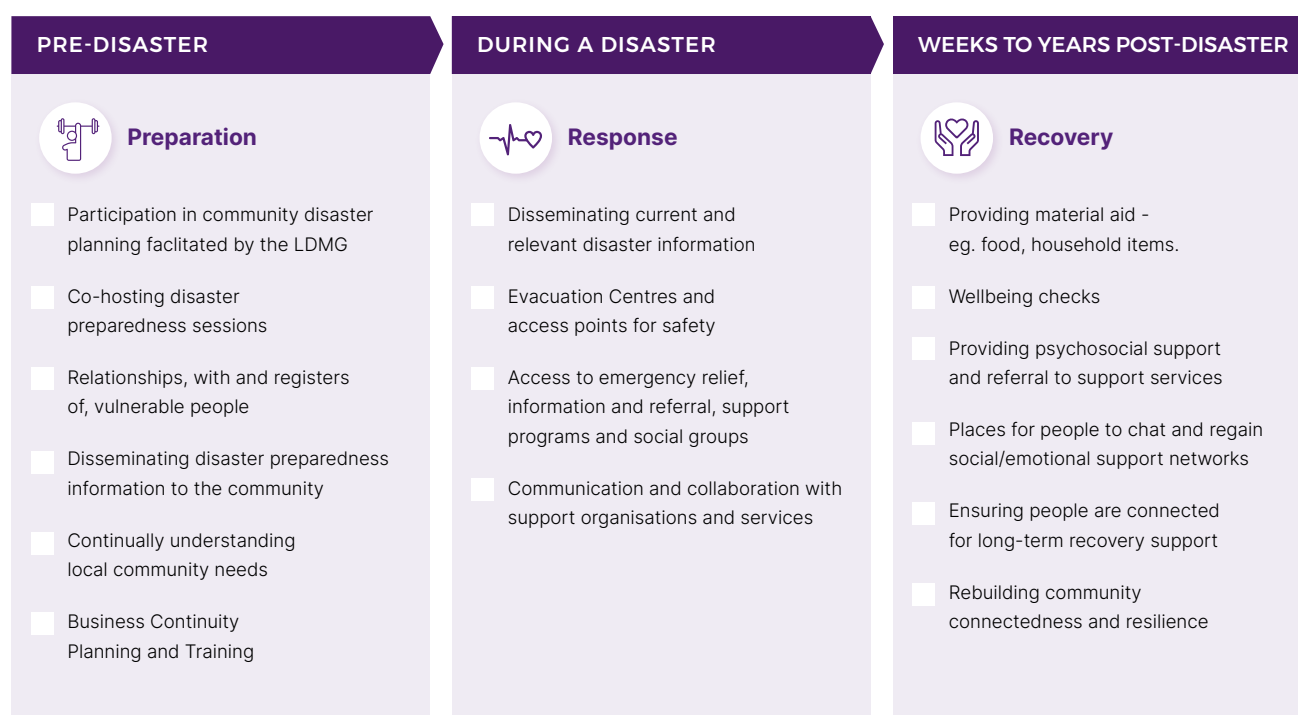 PRE-DISASTER
Preparation
Participation in community disaster
planning faclitated by the LDMG
Co-hosting disaster
preparedness sessions
Relationships, with and registers
of, vulnerable people
Disseminating disaster preparedness
information to the community
Continually understanding
local community needs
Business Continuity
Planning and Training
DURING A DISASTER
Response
Disseminating current and
relevant disaster information
Evacuation Centres and
access points for safety
Access to emergency relief,
information and referral, support
programs and social groups
Communication and collaboration with
support organisations and services
WEEKS TO YEARS POST-DISASTER
Recovery
Providing material aid -
eg. food, household items.
Wellbeing checks
Providing psychosocial support
and referral to support services
Places for people to chat and regain
social/emotional support networks
Ensuring people are connected
for long-term recovery support
Rebuilding community
connectedness and resilience